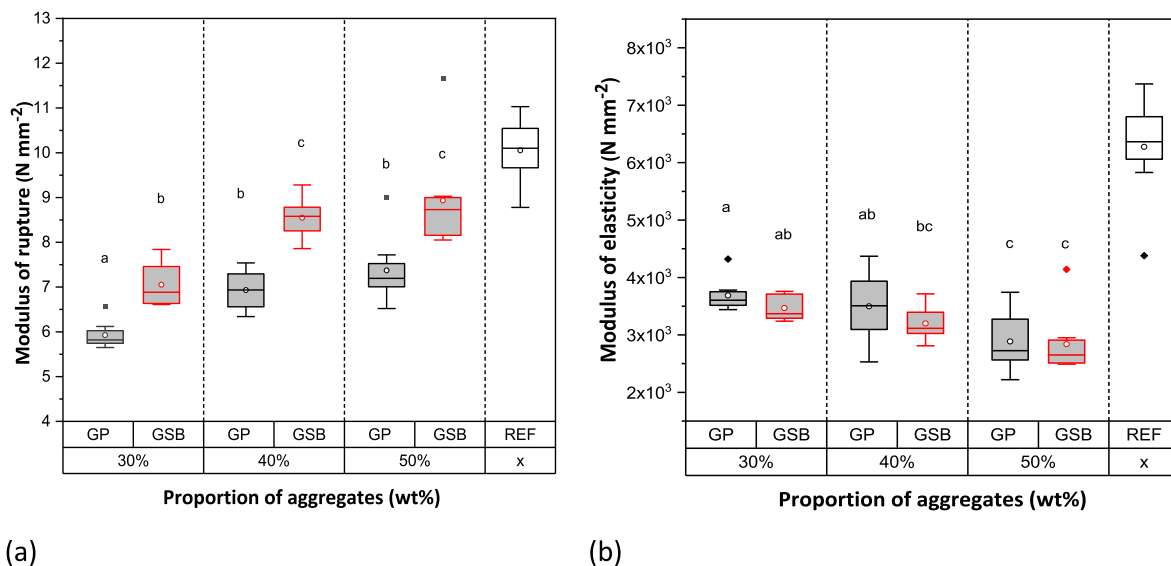 Modulus of rupture (N mm⁻²)
13
12
11
10
9
8
7
6
5
4
a
b
b
c
b
c
GP GSB GP GSB GP GSB REF
30% 40% 50% x
Proportion of aggregates (wt%)
(a)
Modulus of elasticity (N mm⁻²)
8x10³
7x10³
6x10³
5x10³
4x10³
3x10³
2x10³
a
ab
ab
bc
c
c
GP GSB GP GSB GP GSB REF
30% 40% 50% x
Proportion of aggregates (wt%)
(b)